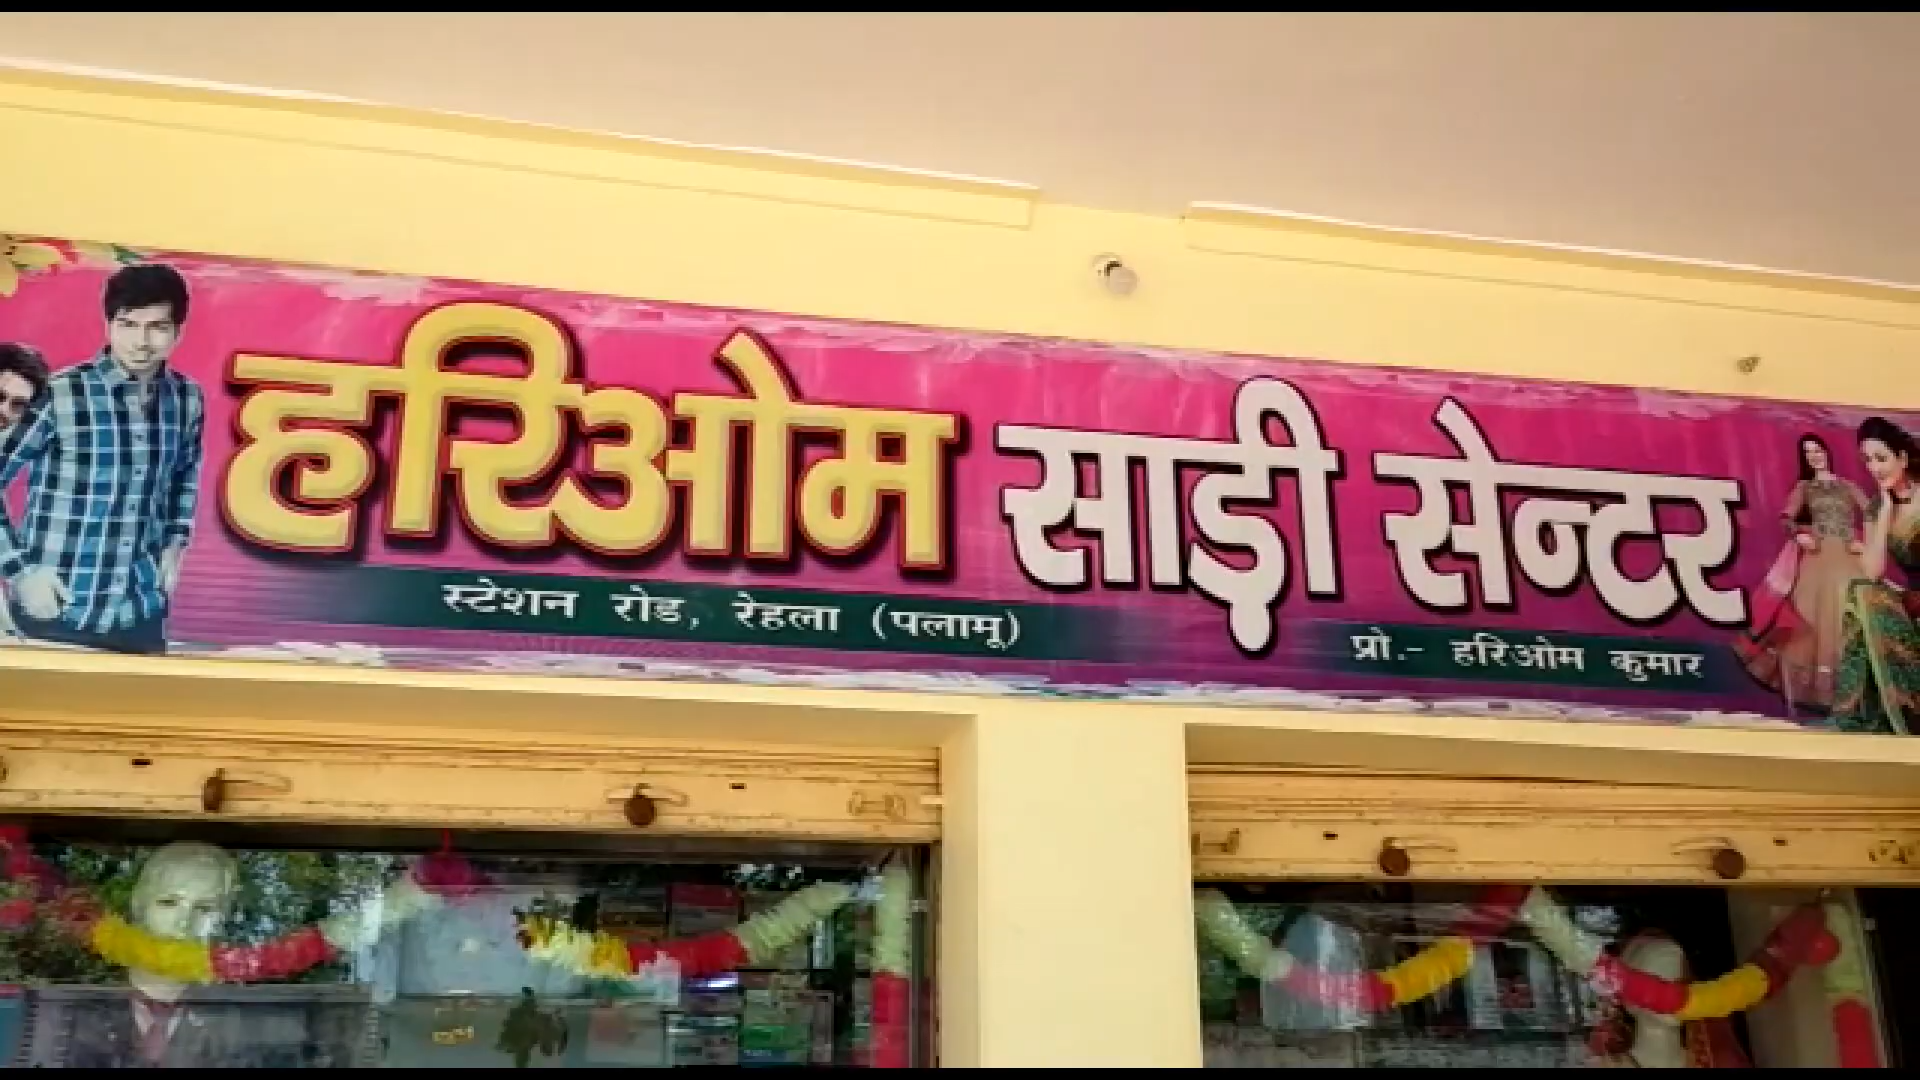 हरिओम साड़ी सेन्टर
स्टेशन रोड, रेहला (पलामू)
प्रो.- हरिओम कुमार